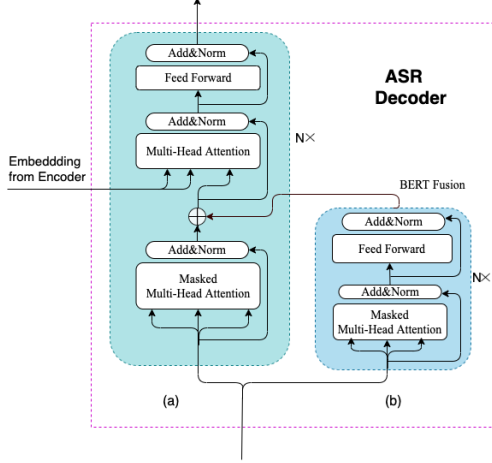 Add&Norm
Feed Forward
Add&Norm
Multi-Head Attention
N×
ASR
Decoder
Embeddding
from Encoder
BERT Fusion
Add&Norm
Masked
Multi-Head Attention
Add&Norm
Feed Forward
N×
Add&Norm
Masked
Multi-Head Attention
(a)
(b)